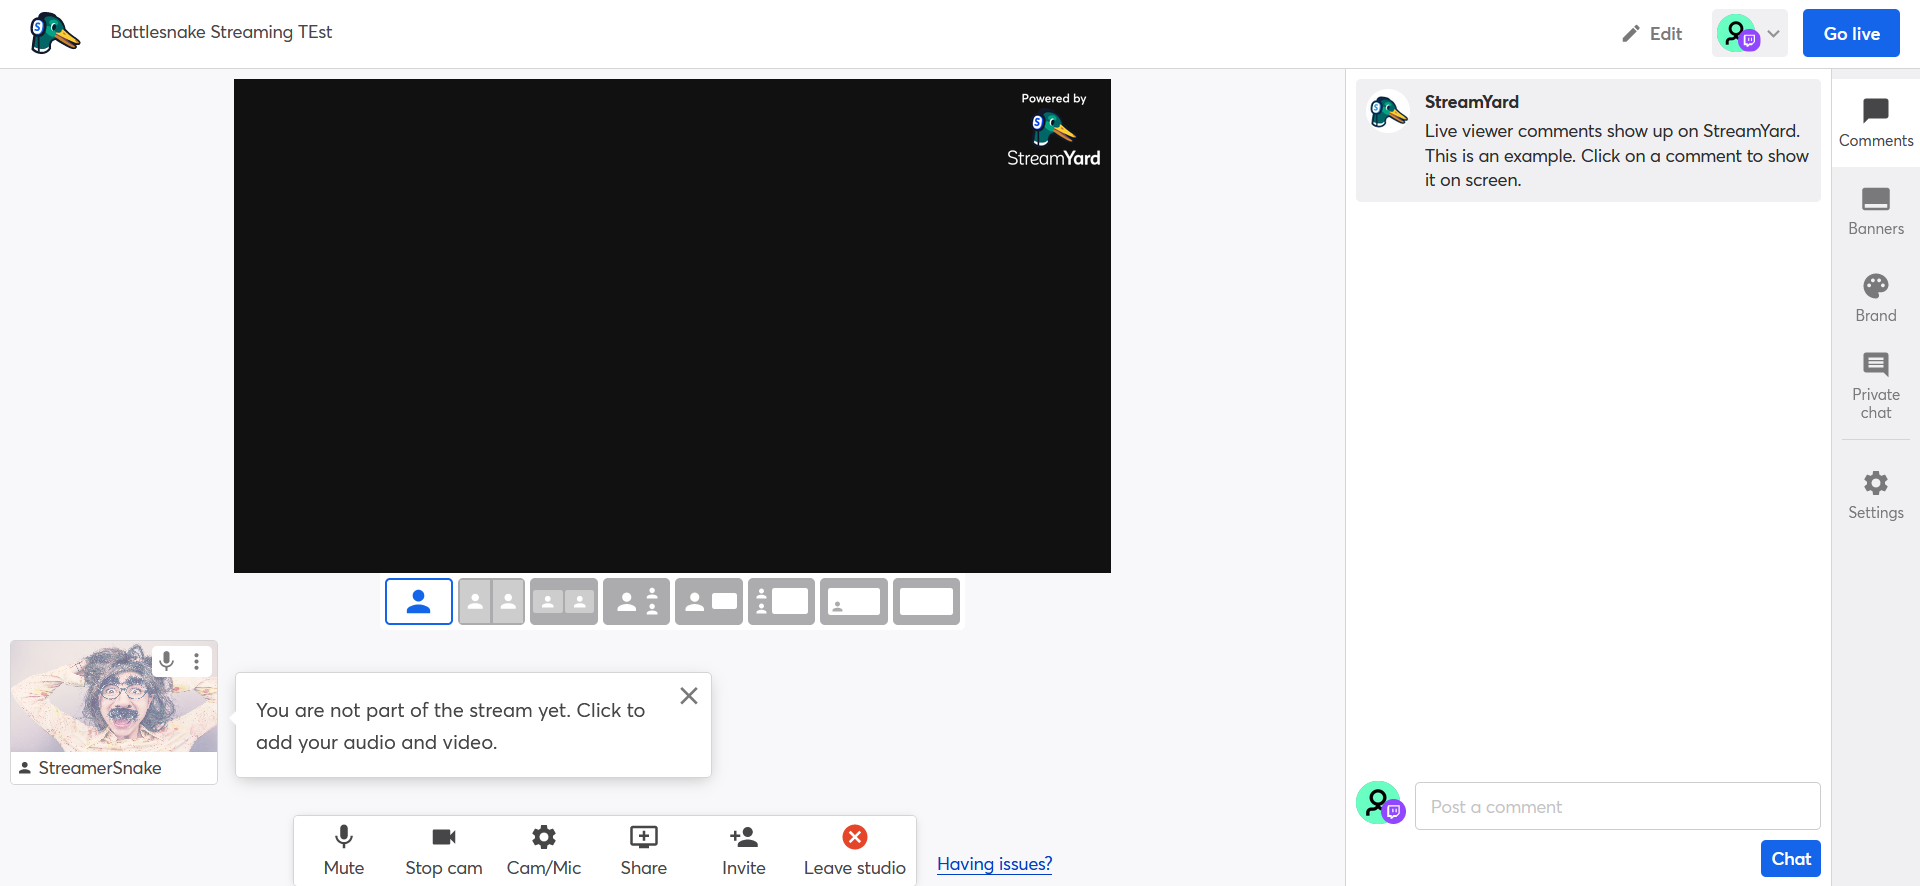 Battlesnake Streaming TEst
Edit
Go live
Powered by
StreamYard
StreamYard
Live viewer comments show up on StreamYard.
This is an example. Click on a comment to show
it on screen.
Comments
Banners
Brand
Private
chat
Settings
You are not part of the stream yet. Click to
add your audio and video.
StreamerSnake
Mute
Stop cam
Cam/Mic
Share
Invite
Leave studio
Having issues?
Post a comment
Chat